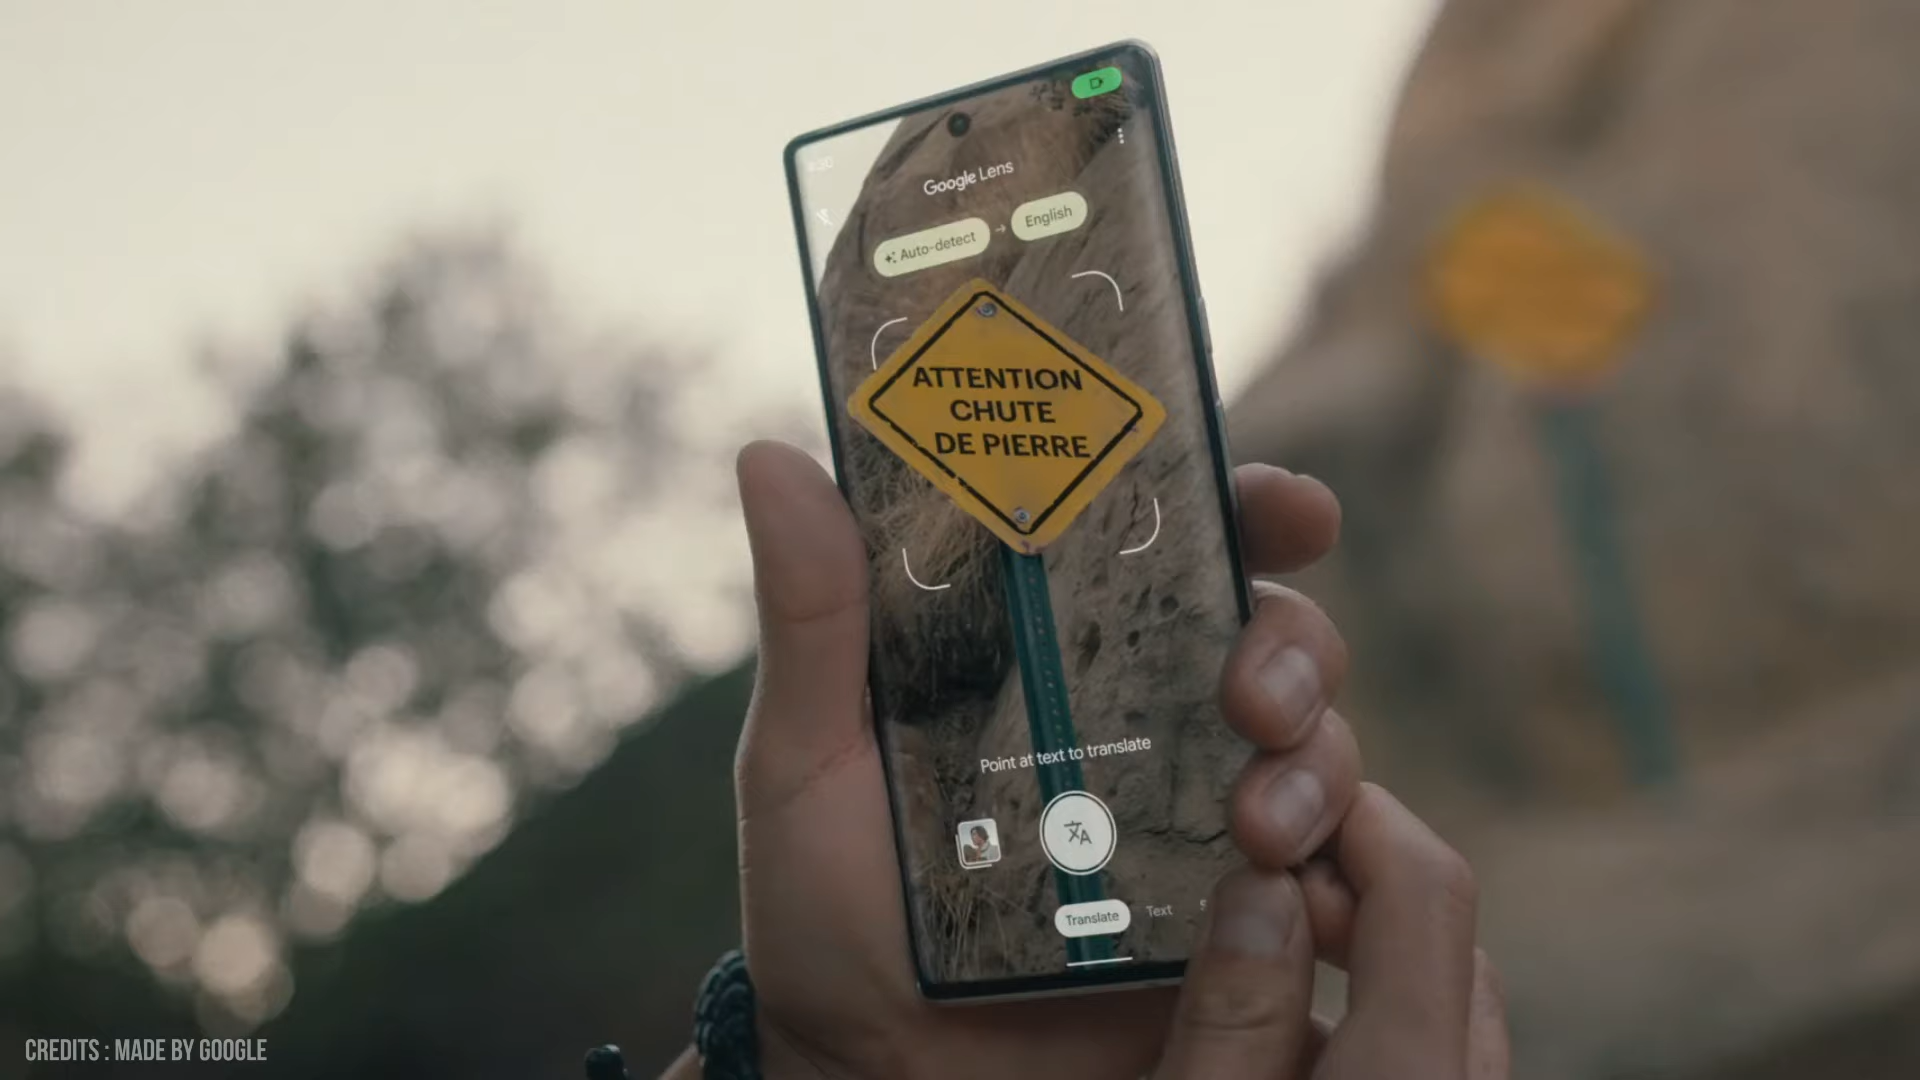 Google Lens
Auto-detect → English
ATTENTION
CHUTE
DE PIERRE
Point at text to translate
Translate Text
CREDITS : MADE BY GOOGLE